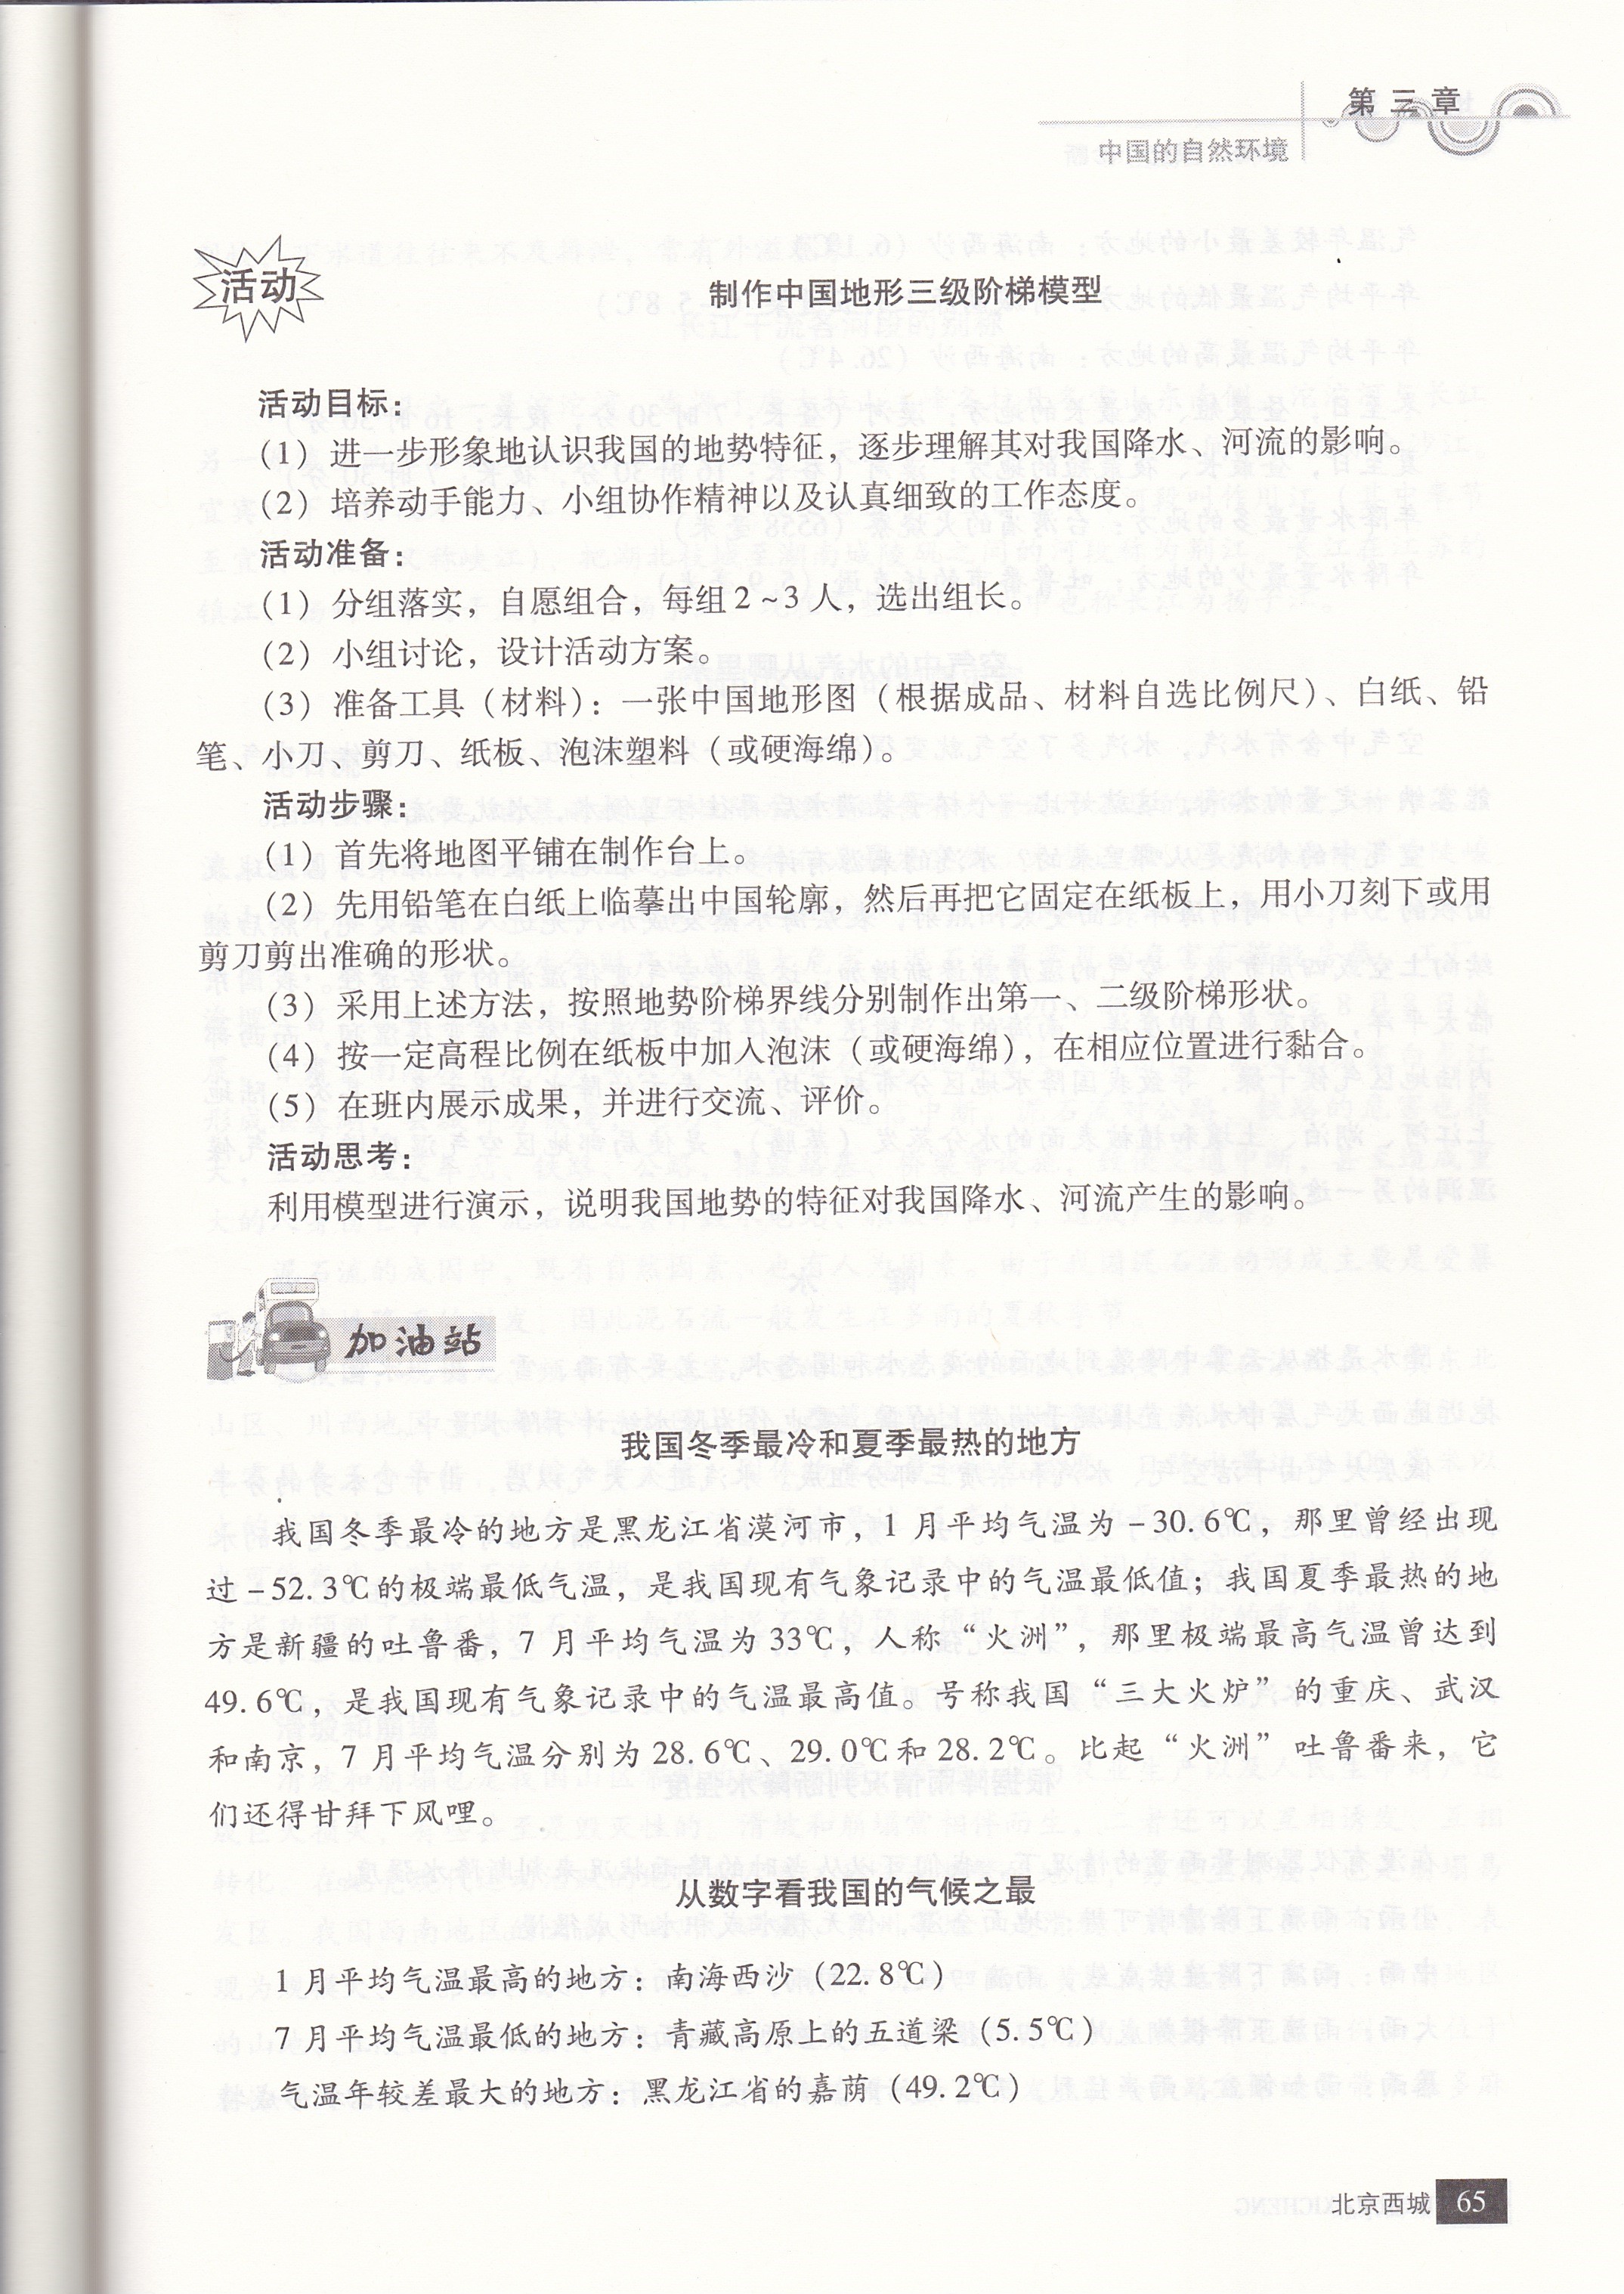 第三章
中国的自然环境
活动
制作中国地形三级阶梯模型
活动目标：
（1）进一步形象地认识我国的地势特征，逐步理解其对我国降水、河流的影响。
（2）培养动手能力、小组协作精神以及认真细致的工作态度。
活动准备：
（1）分组落实，自愿组合，每组2~3人，选出组长。
（2）小组讨论，设计活动方案。
（3）准备工具（材料）：一张中国地形图（根据成品、材料自选比例尺）、白纸、铅
笔、小刀、剪刀、纸板、泡沫塑料（或硬海绵）。
活动步骤：
（1）首先将地图平铺在制作台上。
（2）先用铅笔在白纸上临摹出中国轮廓，然后再把它固定在纸板上，用小刀刻下或用
剪刀剪出准确的形状。
（3）采用上述方法，按照地势阶梯界线分别制作出第一、二级阶梯形状。
（4）按一定高程比例在纸板中加入泡沫（或硬海绵），在相应位置进行黏合。
（5）在班内展示成果，并进行交流、评价。
活动思考：
利用模型进行演示，说明我国地势的特征对我国降水、河流产生的影响。
加油站
我国冬季最冷和夏季最热的地方
我国冬季最冷的地方是黑龙江省漠河市，1月平均气温为－30.6℃，那里曾经出现
过－52.3℃的极端最低气温，是我国现有气象记录中的气温最低值；我国夏季最热的地
方是新疆的吐鲁番，7月平均气温为33℃，人称“火洲”，那里极端最高气温曾达到
49.6℃，是我国现有气象记录中的气温最高值。号称我国“三大火炉”的重庆、武汉
和南京，7月平均气温分别为28.6℃、29.0℃和28.2℃。比起“火洲”吐鲁番来，它
们还得甘拜下风哩。
从数字看我国的气候之最
1月平均气温最高的地方：南海西沙（22.8℃）
7月平均气温最低的地方：青藏高原上的五道梁（5.5℃）
气温年较差最大的地方：黑龙江省的嘉荫（49.2℃）
北京西城 65